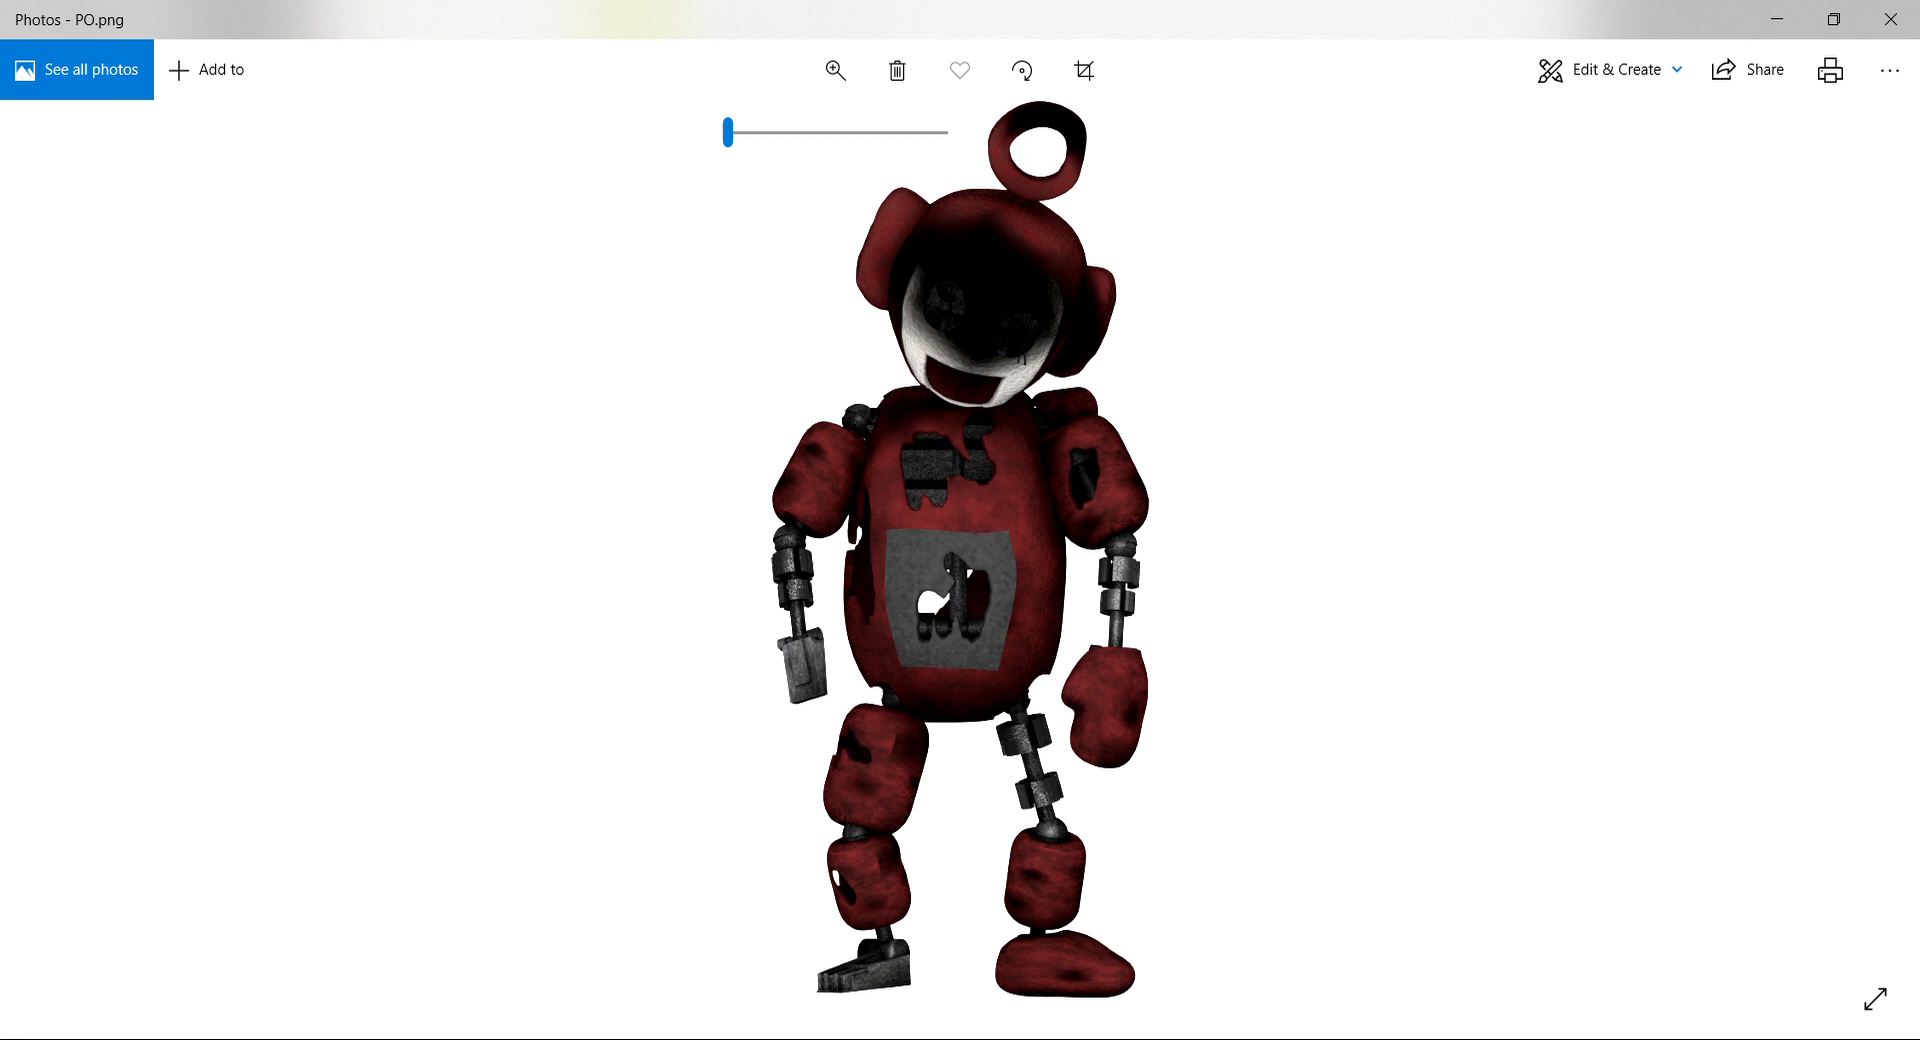 Photos - PO.png
See all photos
Add to
Edit & Create
Share